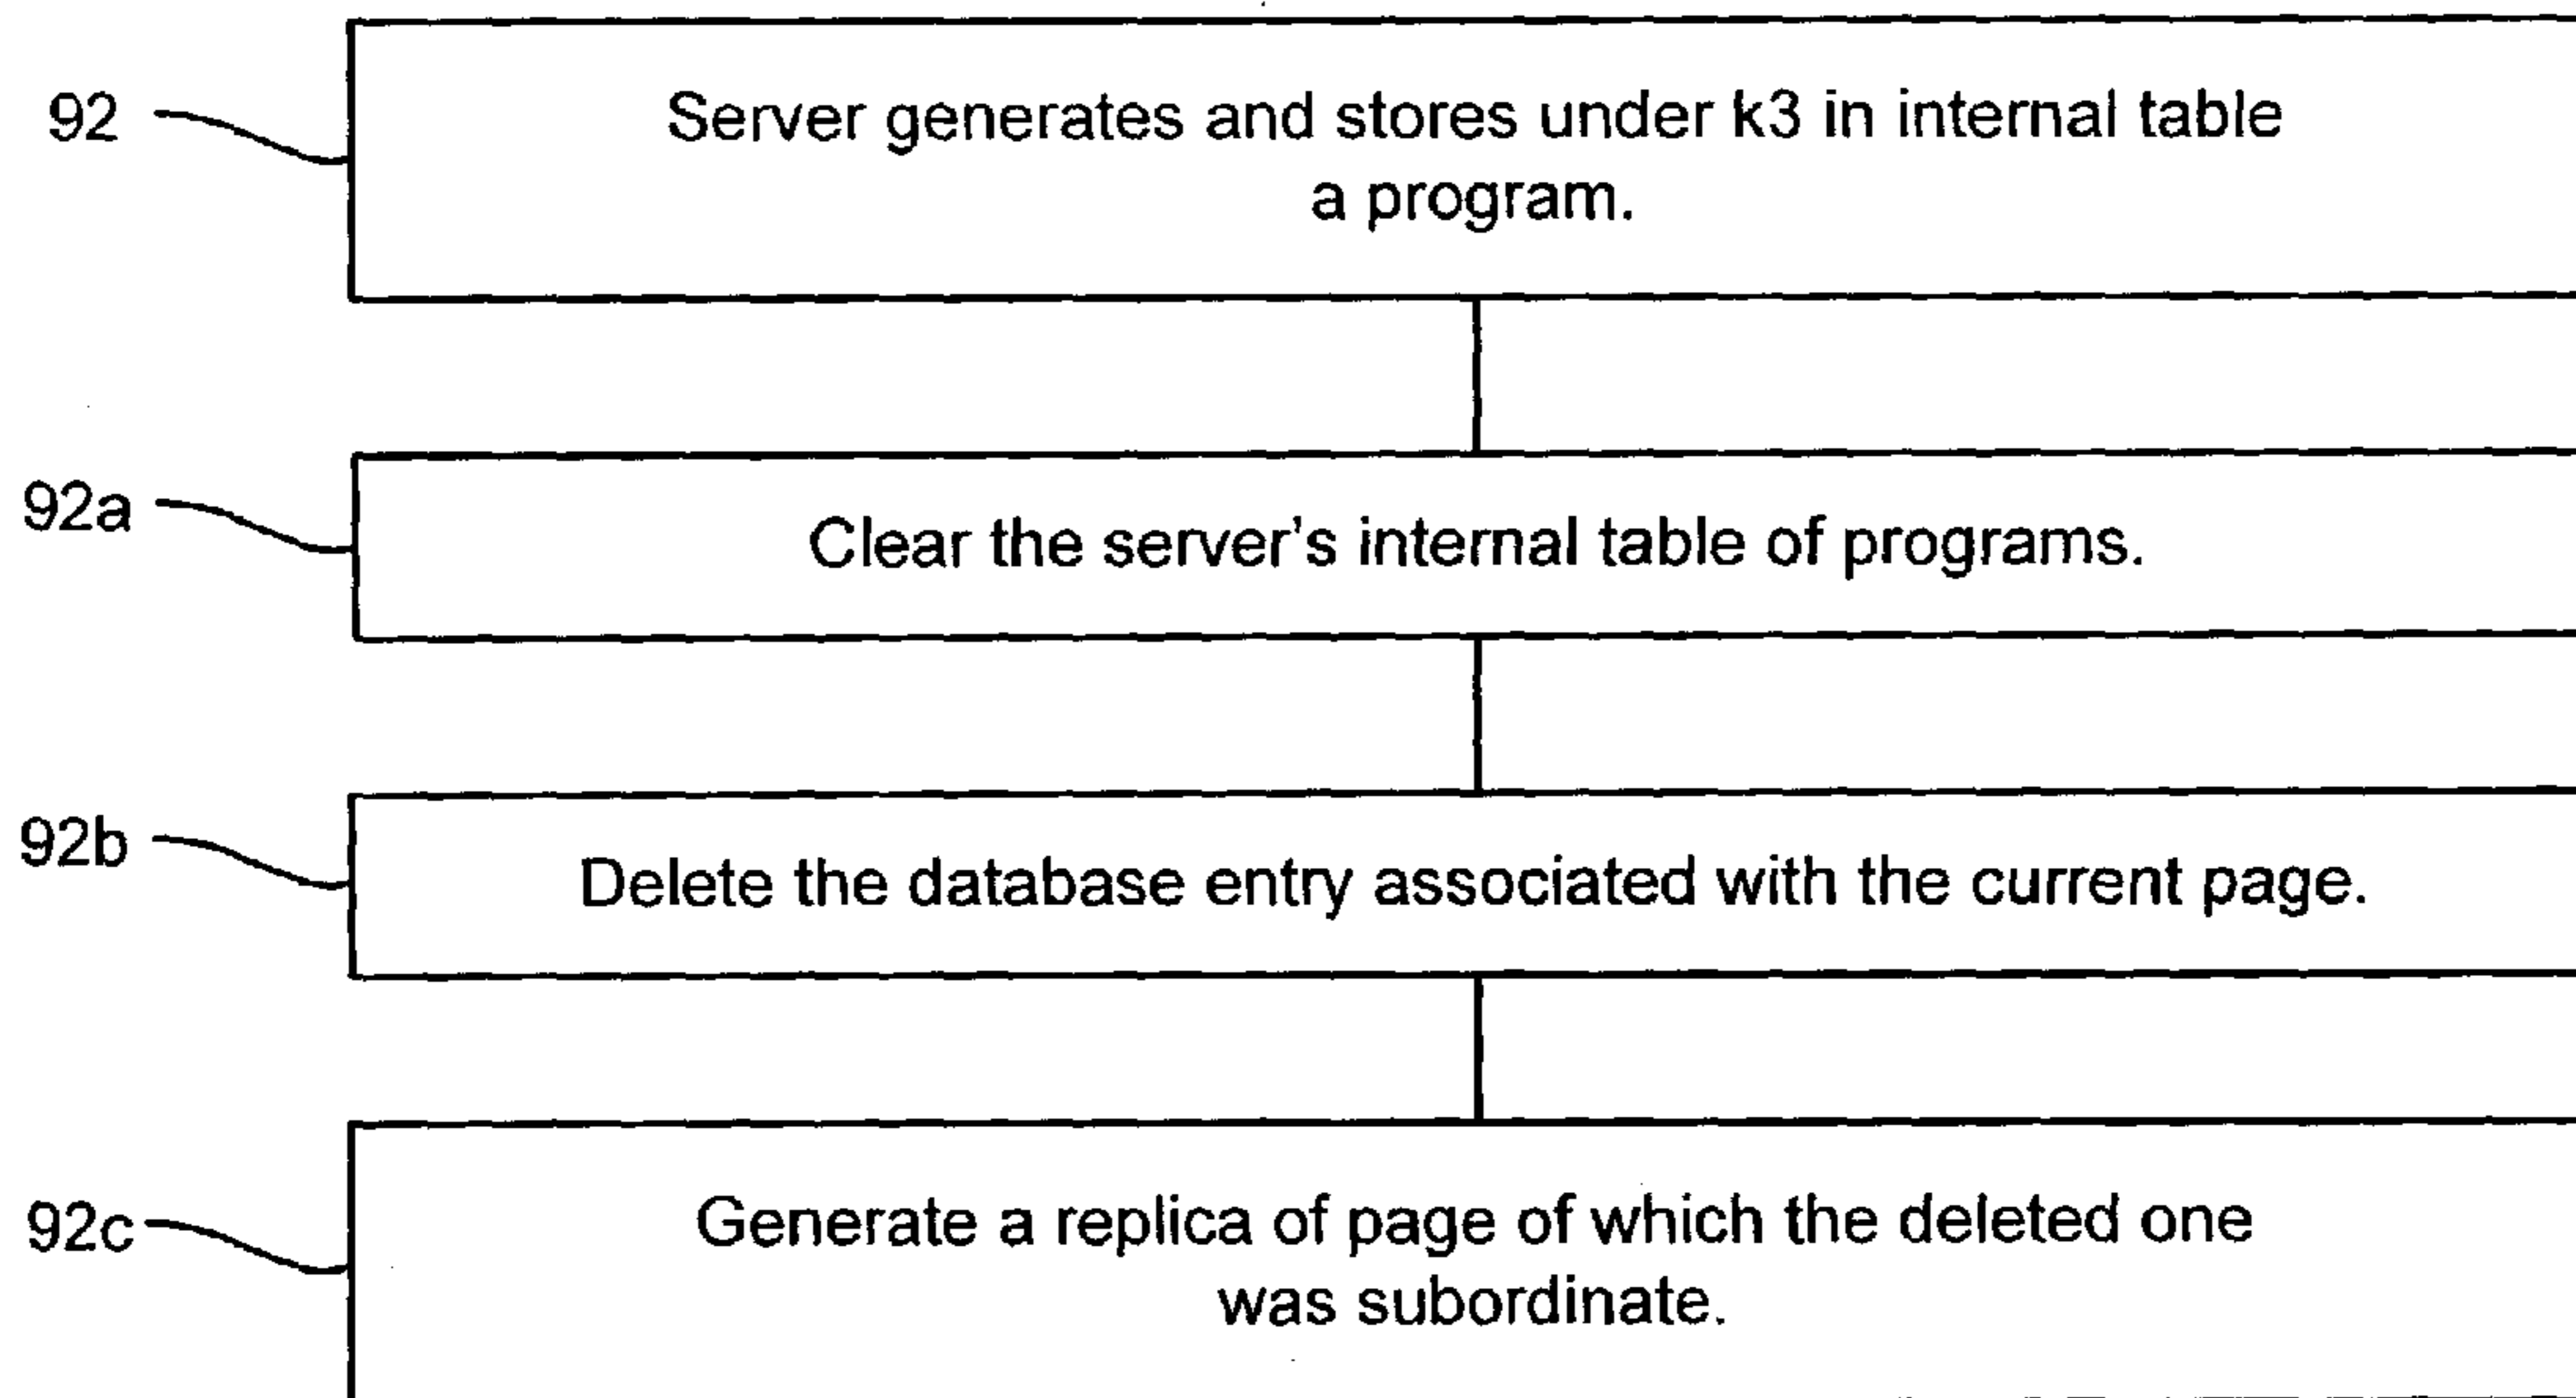 92
Server generates and stores under k3 in internal table
a program.
92a
Clear the server's internal table of programs.
92b
Delete the database entry associated with the current page.
92c
Generate a replica of page of which the deleted one
was subordinate.